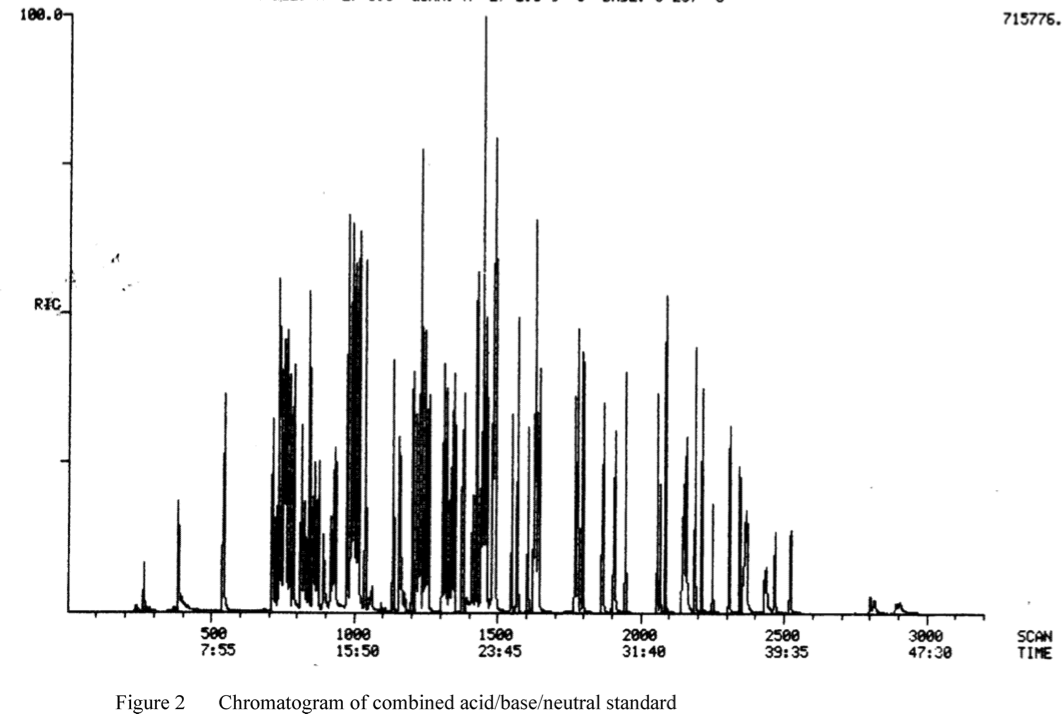 100.0
715776.
RIC
500 1000 1500 2000 2500 3000 SCAN
7:55 15:50 23:45 31:40 39:35 47:30 TIME
Figure 2 Chromatogram of combined acid/base/neutral standard